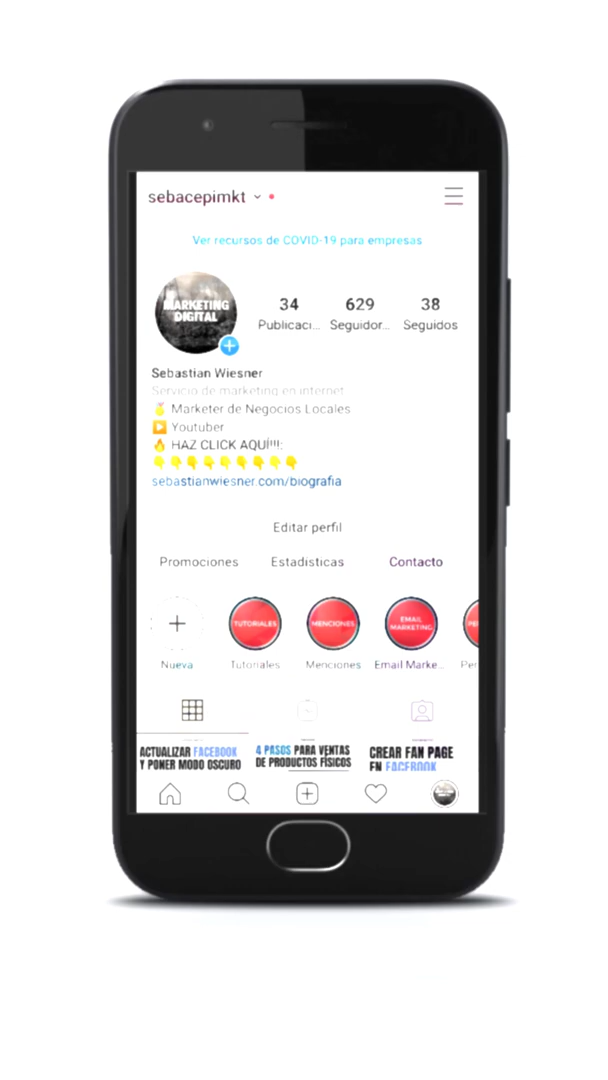 sebacepimkt
Ver recursos de COVID-19 para empresas
MARKETING
DIGITAL
34
629
38
Publicaci...
Seguidor...
Seguidos
Sebastian Wiesner
Servicio de marketing en internet
🥇 Marketer de Negocios Locales
▶️ Youtuber
🔥 HAZ CLICK AQUÍ!!!:
👇👇👇👇👇👇👇👇👇
sebastianwiesner.com/biografia
Editar perfil
Promociones
Estadisticas
Contacto
TUTORIALES
MENCIONES
EMAIL
MARKETING
PER
Nueva
Tutoriales
Menciones
Email Marke...
Per
ACTUALIZAR FACEBOOK
Y PONER MODO OSCURO
4 PASOS PARA VENTAS
DE PRODUCTOS FÍSICOS
CREAR FAN PAGE
EN FACEBOOK